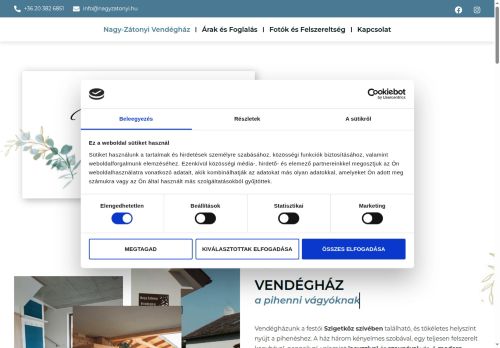 +36 20 382 6851 info@nagyzatonyi.hu
Nagy-Zátonyi Vendégház | Árak és Foglalás | Fotók és Felszereltség | Kapcsolat
Cookiebot
by Usercentrics
Beleegyezés Részletek A sütikről
Ez a weboldal sütiket használ
Sütiket használunk a tartalmak és hirdetések személyre szabásához, közösségi funkciók biztosításához, valamint
weboldalforgalmunk elemzéséhez. Ezenkívül közösségi média-, hirdető- és elemező partnereinkkel megosztjuk az Ön
weboldalhasználatra vonatkozó adatait, akik kombinálhatják az adatokat más olyan adatokkal, amelyeket Ön adott meg
számukra vagy az Ön által használt más szolgáltatásokból gyűjtöttek.
Elengedhetetlen Beállítások Statisztikai Marketing
MEGTAGAD KIVÁLASZTOTTAK ELFOGADÁSA ÖSSZES ELFOGADÁSA
VENDÉGHÁZ
a pihenni vágyóknak
Vendégházunk a festői Szigetköz szívében található, és tökéletes helyszínt
nyújt a pihenéshez. A ház három kényelmes szobával, egy teljesen felszerelt